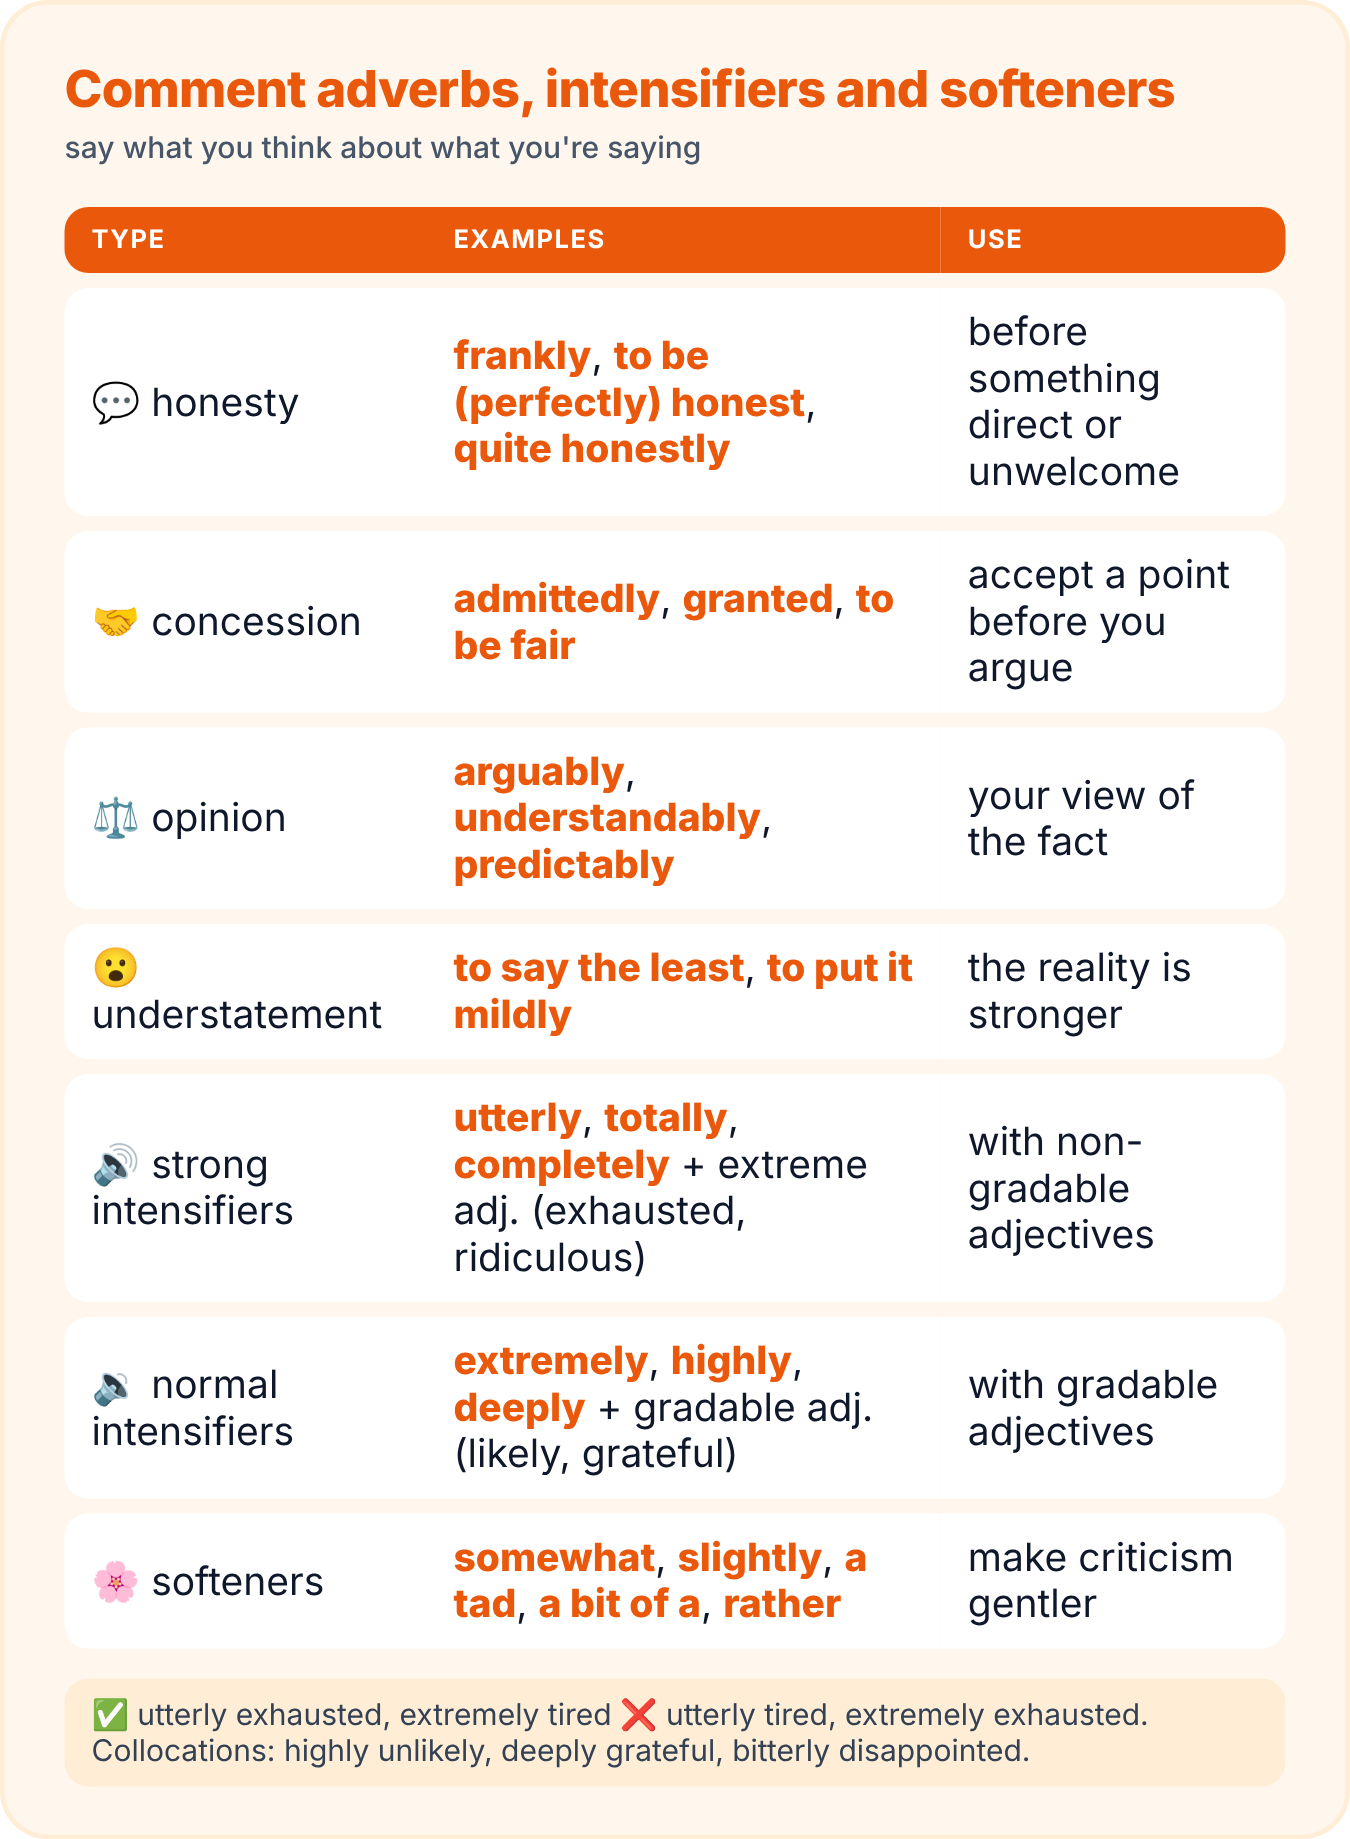 Comment adverbs, intensifiers and softeners
say what you think about what you're saying
TYPE EXAMPLES USE
💬 honesty
frankly, to be
(perfectly) honest,
quite honestly
before
something
direct or
unwelcome
🤝 concession
admittedly, granted, to
be fair
accept a point
before you
argue
⚖️ opinion
arguably,
understandably,
predictably
your view of
the fact
😮
understatement
to say the least, to put it
mildly
the reality is
stronger
🔊 strong
intensifiers
utterly, totally,
completely + extreme
adj. (exhausted,
ridiculous)
with non-
gradable
adjectives
🔉 normal
intensifiers
extremely, highly,
deeply + gradable adj.
(likely, grateful)
with gradable
adjectives
🌸 softeners
somewhat, slightly, a
tad, a bit of a, rather
make criticism
gentler
✅ utterly exhausted, extremely tired ❌ utterly tired, extremely exhausted.
Collocations: highly unlikely, deeply grateful, bitterly disappointed.